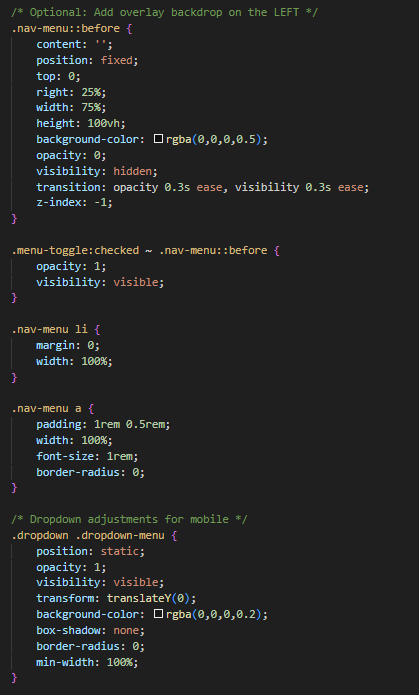 /* Optional: Add overlay backdrop on the LEFT */
.nav-menu::before {
    content: '';
    position: fixed;
    top: 0;
    right: 25%;
    width: 75%;
    height: 100vh;
    background-color: rgba(0,0,0,0.5);
    opacity: 0;
    visibility: hidden;
    transition: opacity 0.3s ease, visibility 0.3s ease;
    z-index: -1;
}

.menu-toggle:checked ~ .nav-menu::before {
    opacity: 1;
    visibility: visible;
}

.nav-menu li {
    margin: 0;
    width: 100%;
}

.nav-menu a {
    padding: 1rem 0.5rem;
    width: 100%;
    font-size: 1rem;
    border-radius: 0;
}

/* Dropdown adjustments for mobile */
.dropdown .dropdown-menu {
    position: static;
    opacity: 1;
    visibility: visible;
    transform: translateY(0);
    background-color: rgba(0,0,0,0.2);
    box-shadow: none;
    border-radius: 0;
    min-width: 100%;
}